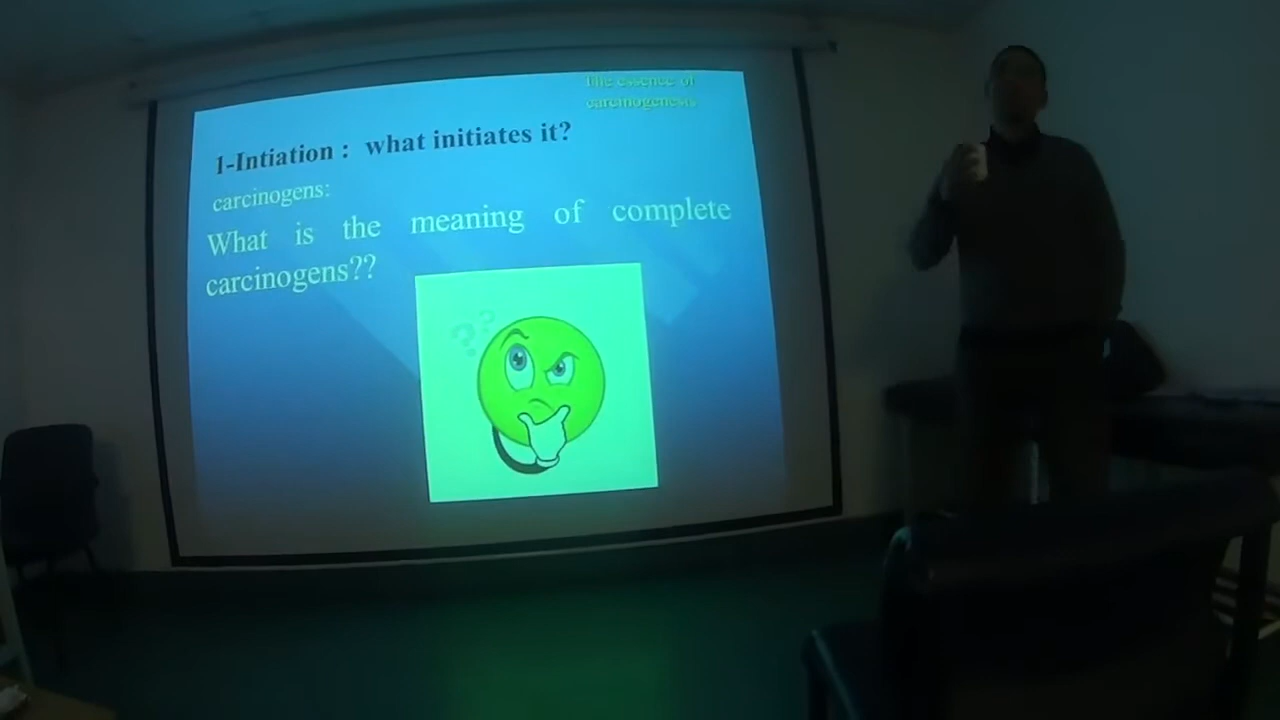 The essence of
carcinogenesis
1-Intiation : what initiates it?
carcinogens:
What is the meaning of complete
carcinogens??
??